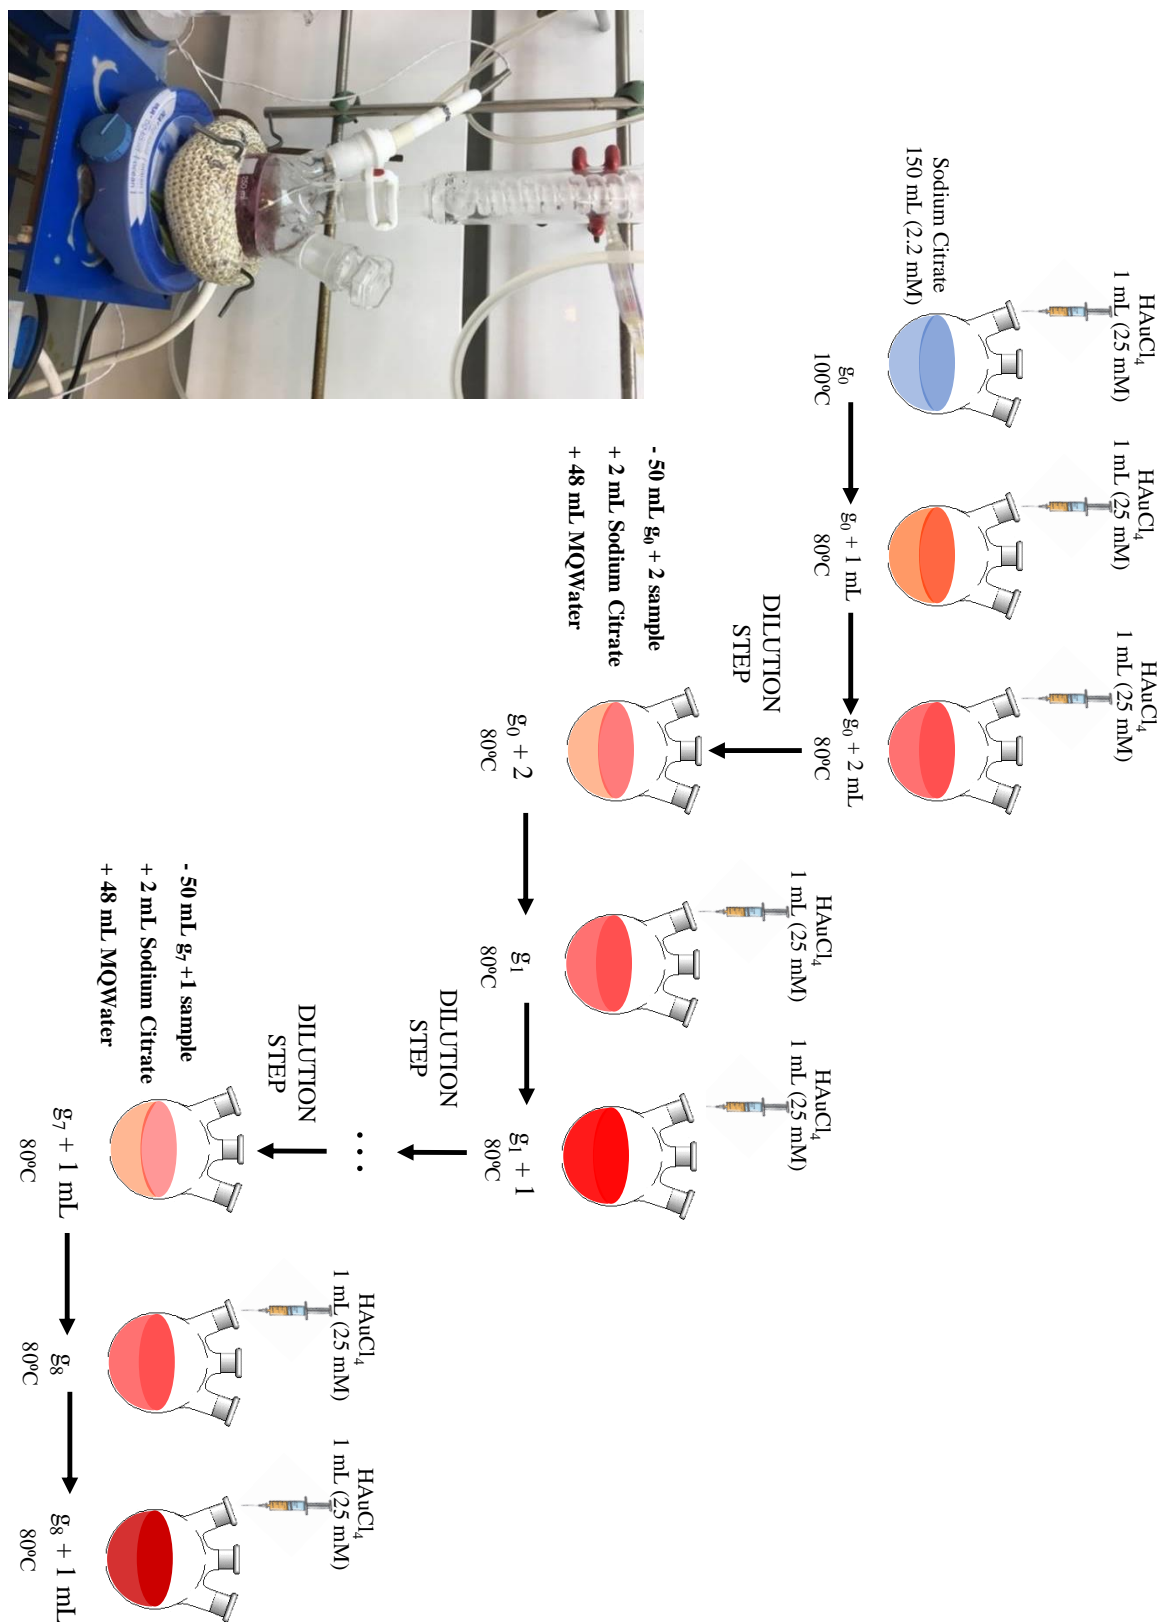 HAuCl4
1 mL (25 mM)
HAuCl4
1 mL (25 mM)
HAuCl4
1 mL (25 mM)
Sodium Citrate
150 mL (2.2 mM)
g0
100ºC
g0 + 1 mL
80ºC
g0 + 2 mL
80ºC
DILUTION
STEP
- 50 mL g0 + 2 sample
+ 2 mL Sodium Citrate
+ 48 mL MQWater
HAuCl4
1 mL (25 mM)
HAuCl4
1 mL (25 mM)
g0 + 2
80ºC
g1
80ºC
g1 + 1
80ºC
DILUTION
STEP
...
DILUTION
STEP
- 50 mL g7 +1 sample
+ 2 mL Sodium Citrate
+ 48 mL MQWater
HAuCl4
1 mL (25 mM)
HAuCl4
1 mL (25 mM)
g7 + 1 mL
80ºC
g8
80ºC
g8 + 1 mL
80ºC